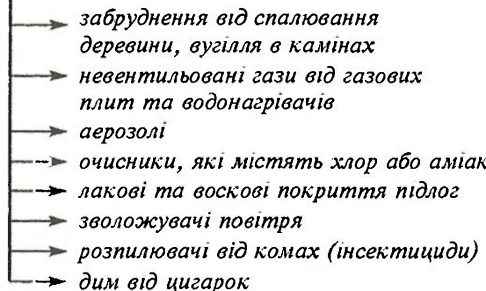 забруднення від спалювання
деревини, вугілля в камінах
невентильовані гази від газових
плит та водонагрівачів
аерозолі
очисники, які містять хлор або аміак
лакові та воскові покриття підлог
зволожувачі повітря
розпилювачі від комах (інсектициди)
дим від цигарок